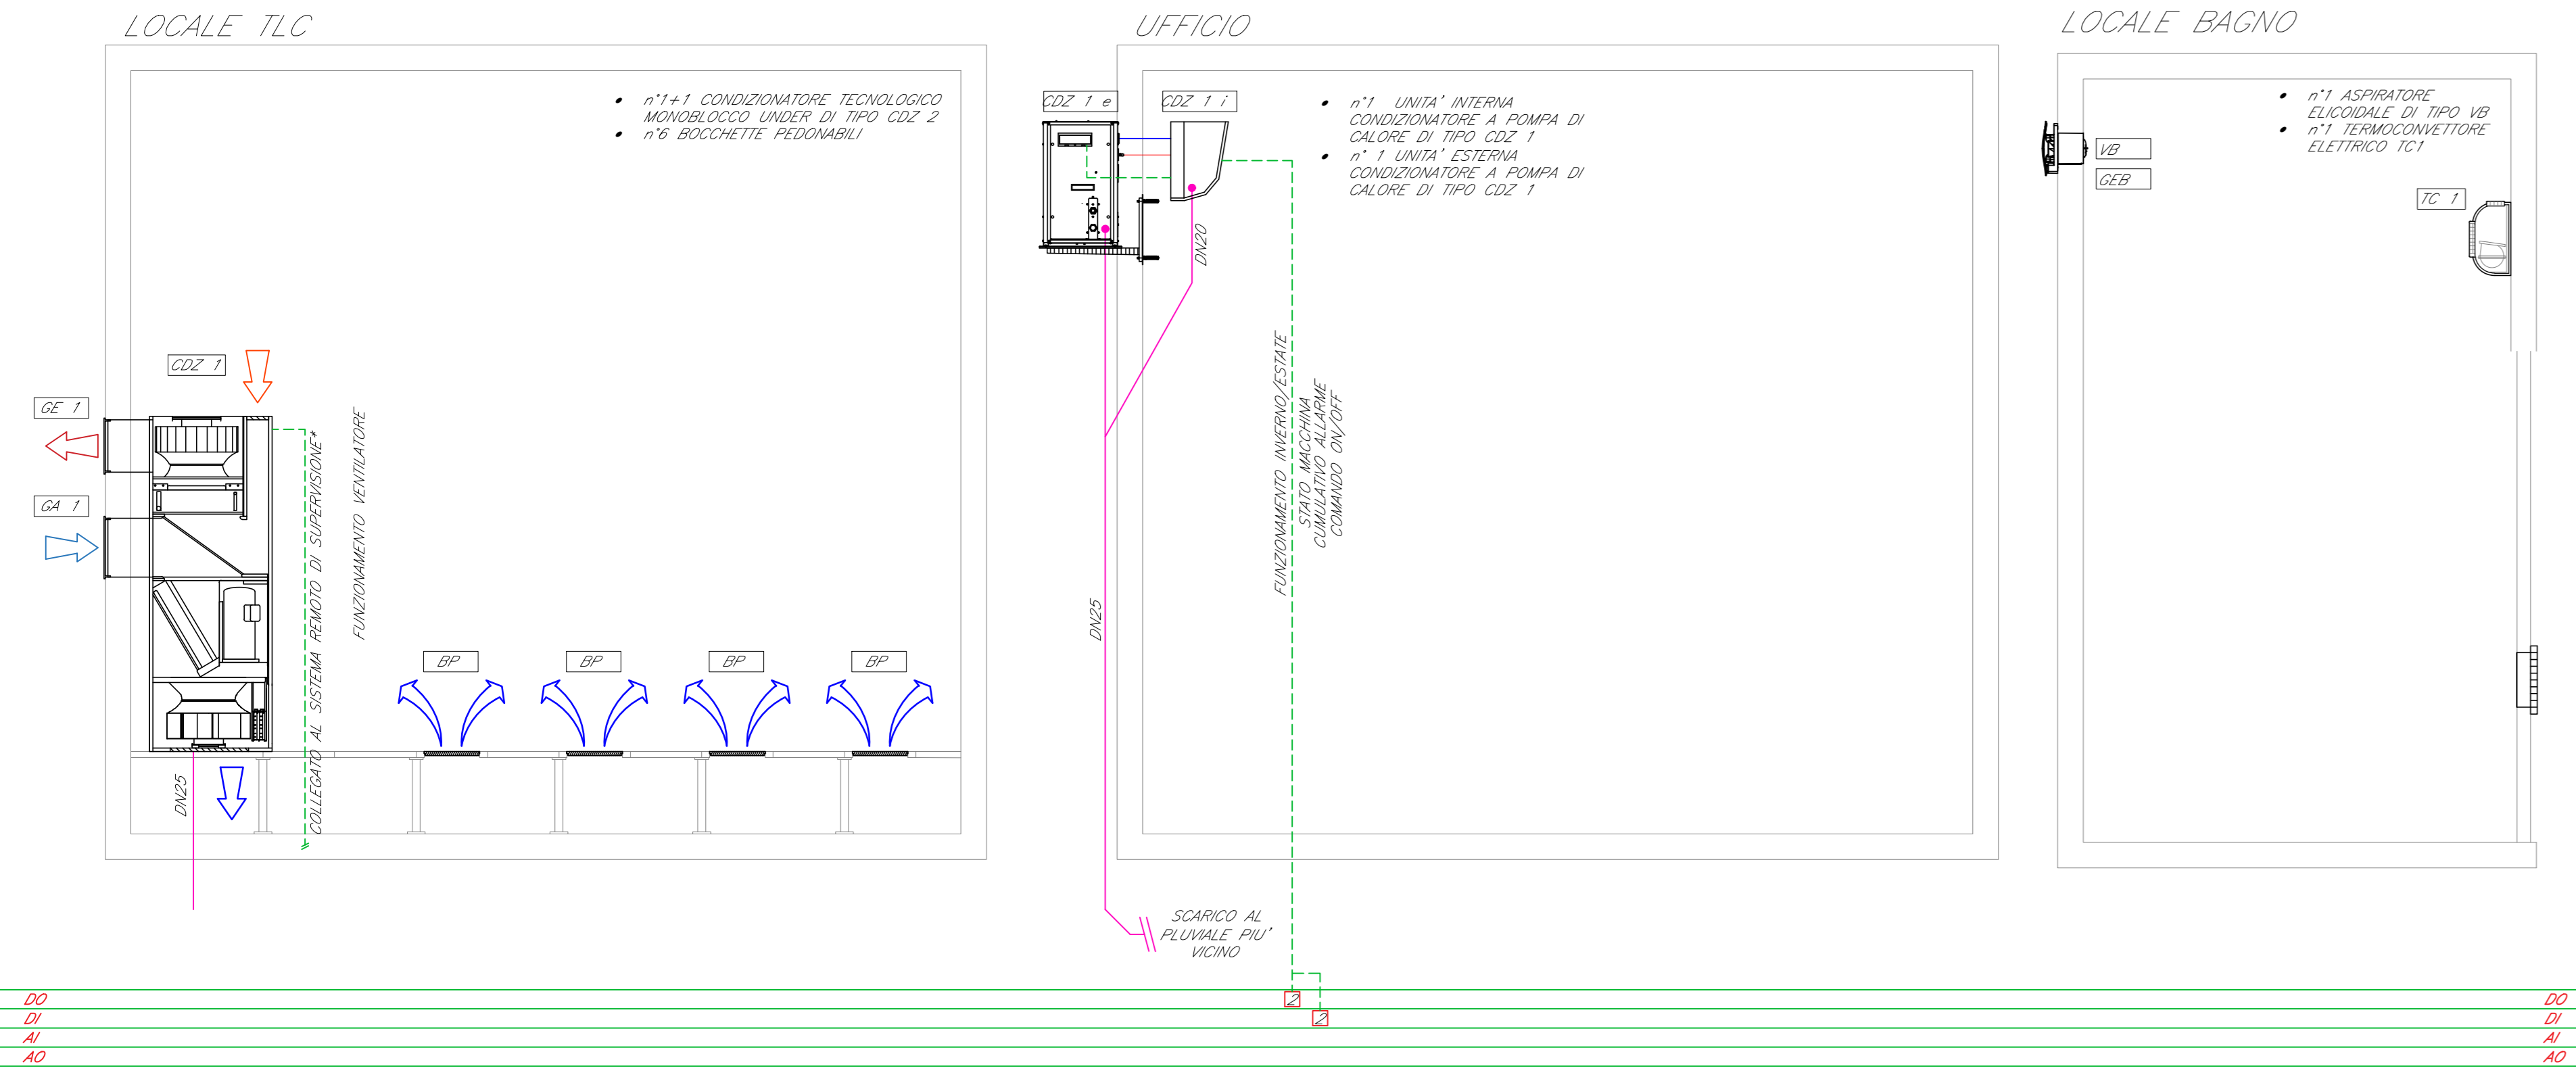 LOCALE TLC
n°1+1 CONDIZIONATORE TECNOLOGICO
MONOBLOCCO UNDER DI TIPO CDZ 2
n°6 BOCCHETTE PEDONABILI
CDZ 1
GE 1
GA 1
COLLEGATO AL SISTEMA REMOTO DI SUPERVISIONE*
FUNZIONAMENTO VENTILATORE
BP
BP
BP
BP
DN25
UFFICIO
CDZ 1 e
CDZ 1 i
n°1 UNITA' INTERNA
CONDIZIONATORE A POMPA DI
CALORE DI TIPO CDZ 1
n° 1 UNITA' ESTERNA
CONDIZIONATORE A POMPA DI
CALORE DI TIPO CDZ 1
DN20
FUNZIONAMENTO INVERNO/ESTATE
STATO MACCHINA
CUMULATIVO ALLARME
COMANDO ON/OFF
DN25
SCARICO AL
PLUVIALE PIU'
VICINO
LOCALE BAGNO
n°1 ASPIRATORE
ELICOIDALE DI TIPO VB
n°1 TERMOCONVETTORE
ELETTRICO TC1
VB
GEB
TC 1
DO 2 DO
DI 2 DI
AI AI
AO AO